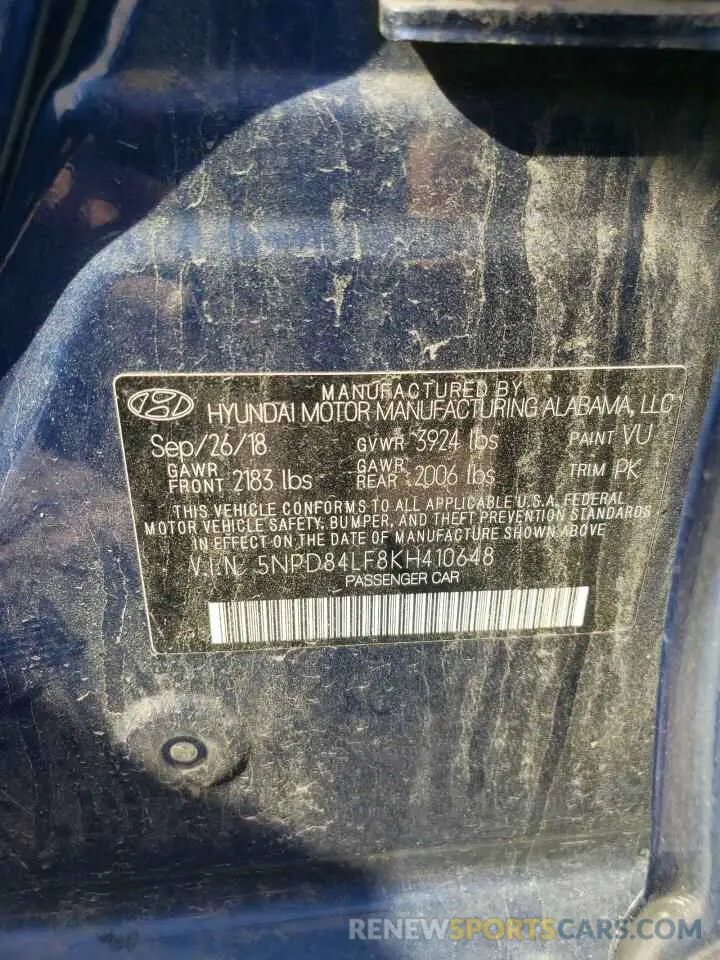 MANUFACTURED BY
HYUNDAI MOTOR MANUFACTURING ALABAMA, LLC
Sep/26/18 GVWR 3924 lbs PAINT VU
GAWR FRONT 2183 lbs GAWR REAR 2006 lbs TRIM PK
THIS VEHICLE CONFORMS TO ALL APPLICABLE U.S.A. FEDERAL
MOTOR VEHICLE SAFETY, BUMPER, AND THEFT PREVENTION STANDARDS
IN EFFECT ON THE DATE OF MANUFACTURE SHOWN ABOVE.
V.I.N. 5NPD84LF8KH410648
PASSENGER CAR
RENEWSPORTSCARS.COM